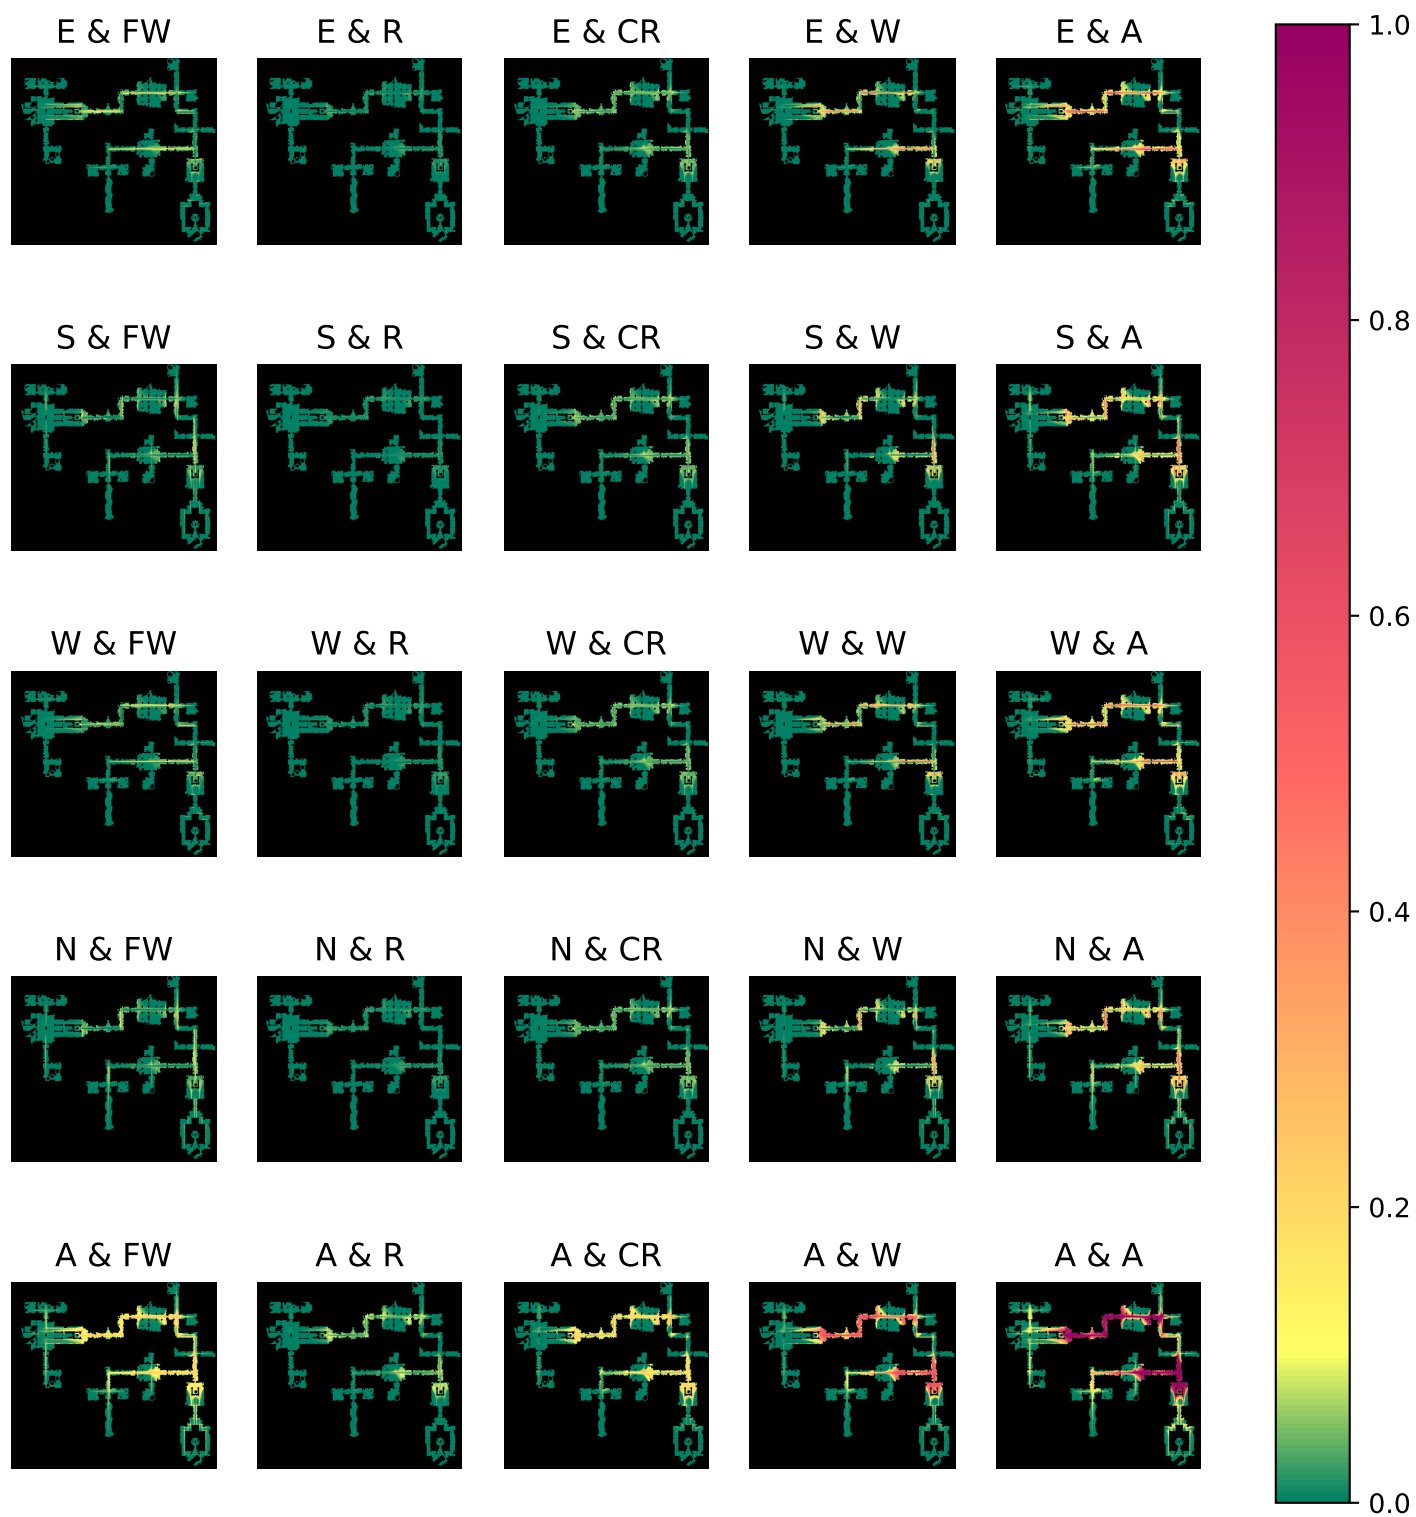 E & FW E & R E & CR E & W E & A
1.0
S & FW S & R S & CR S & W S & A
0.8
W & FW W & R W & CR W & W W & A
0.6
0.4
N & FW N & R N & CR N & W N & A
0.2
A & FW A & R A & CR A & W A & A
0.0